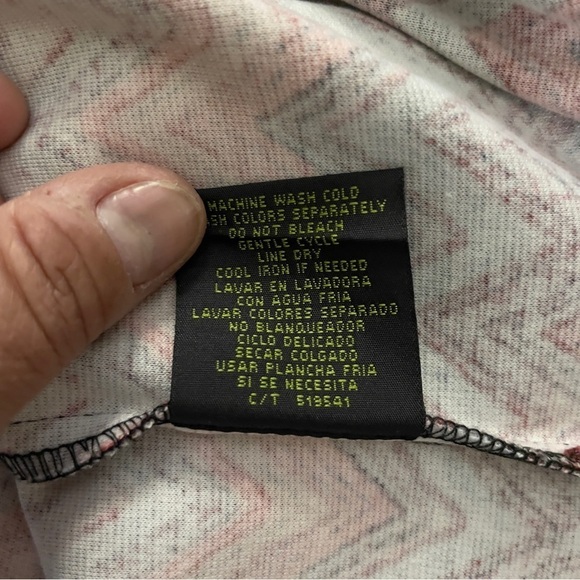 MACHINE WASH COLD
SH COLORS SEPARATELY
DO NOT BLEACH
GENTLE CYCLE
LINE DRY
COOL IRON IF NEEDED
LAVAR EN LAVADORA
CON AGUA FRIA
LAVAR COLORES SEPARADO
NO BLANQUEADOR
CICLO DELICADO
SECAR COLGADO
USAR PLANCHA FRIA
SI SE NECESITA
C/T 519541